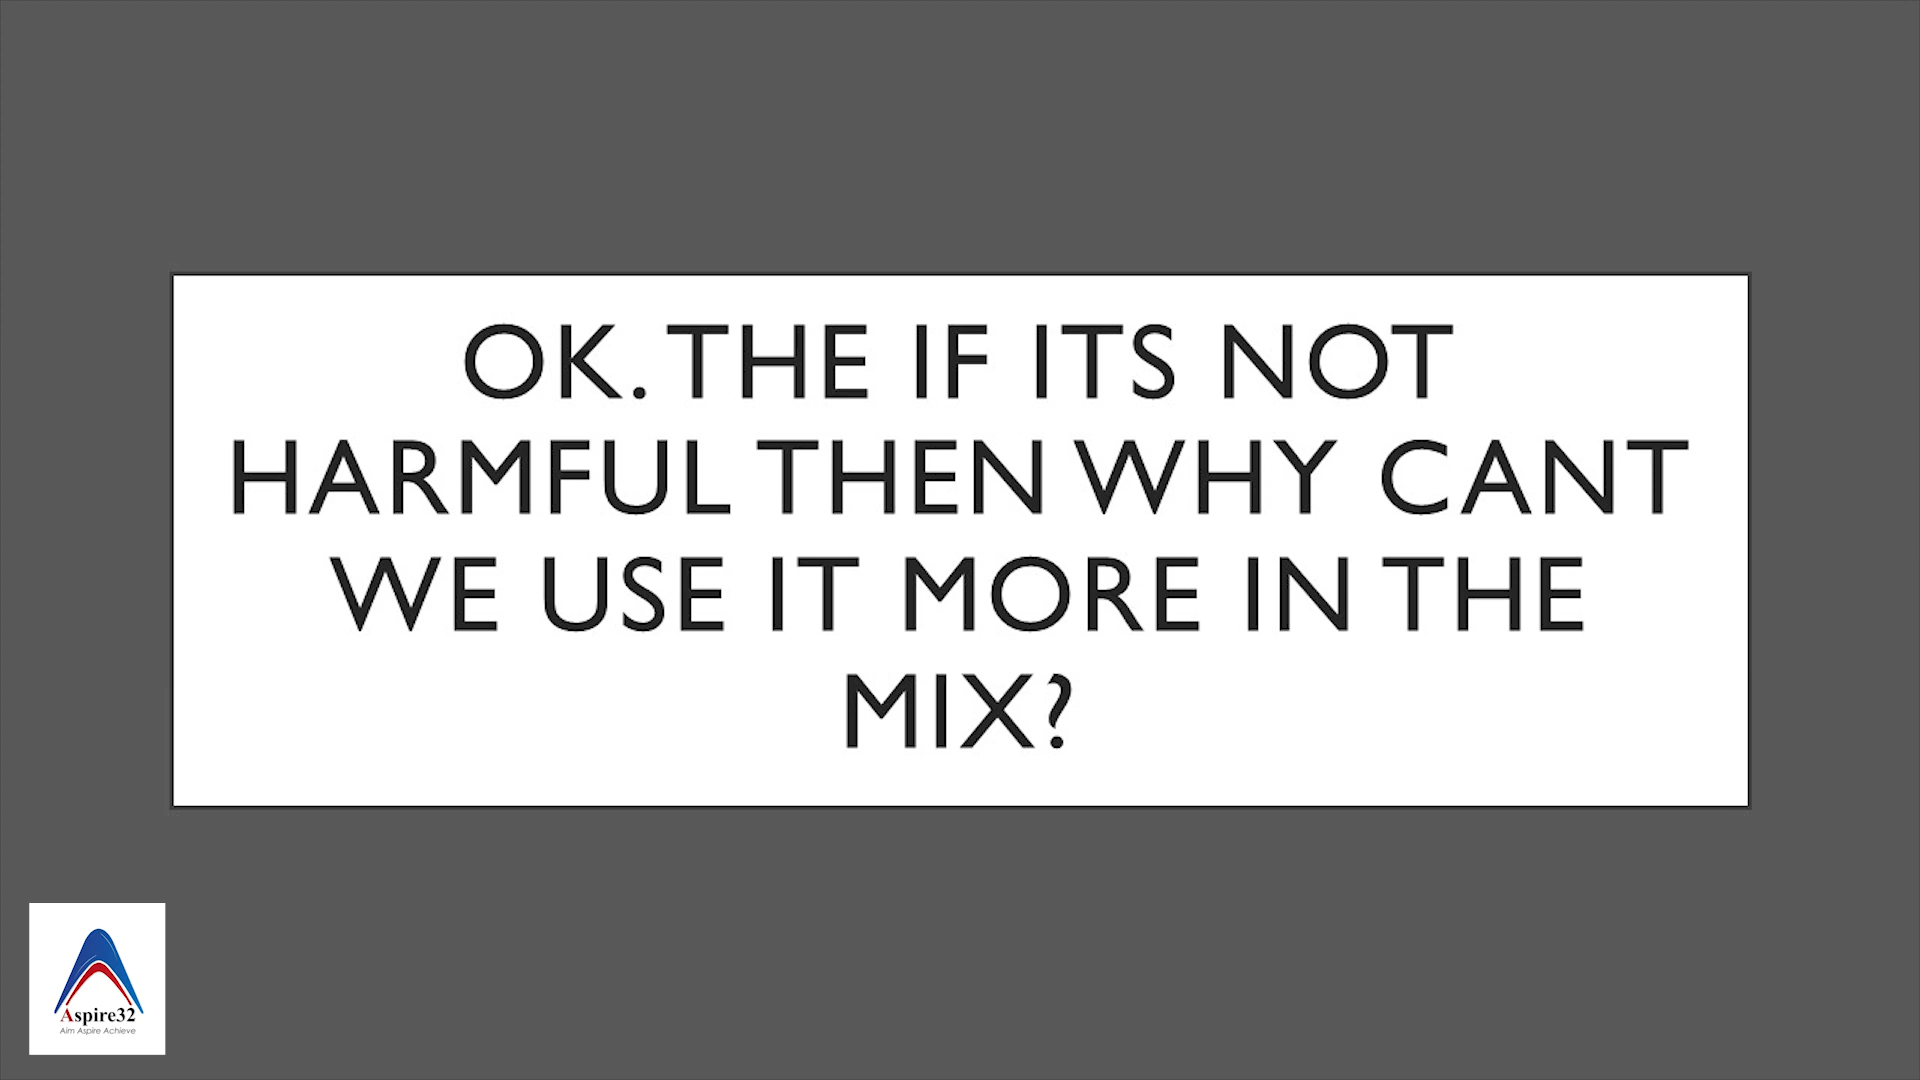 OK. THE IF ITS NOT
HARMFUL THEN WHY CANT
WE USE IT MORE IN THE
MIX?
Aspire32
Aim Aspire Achieve